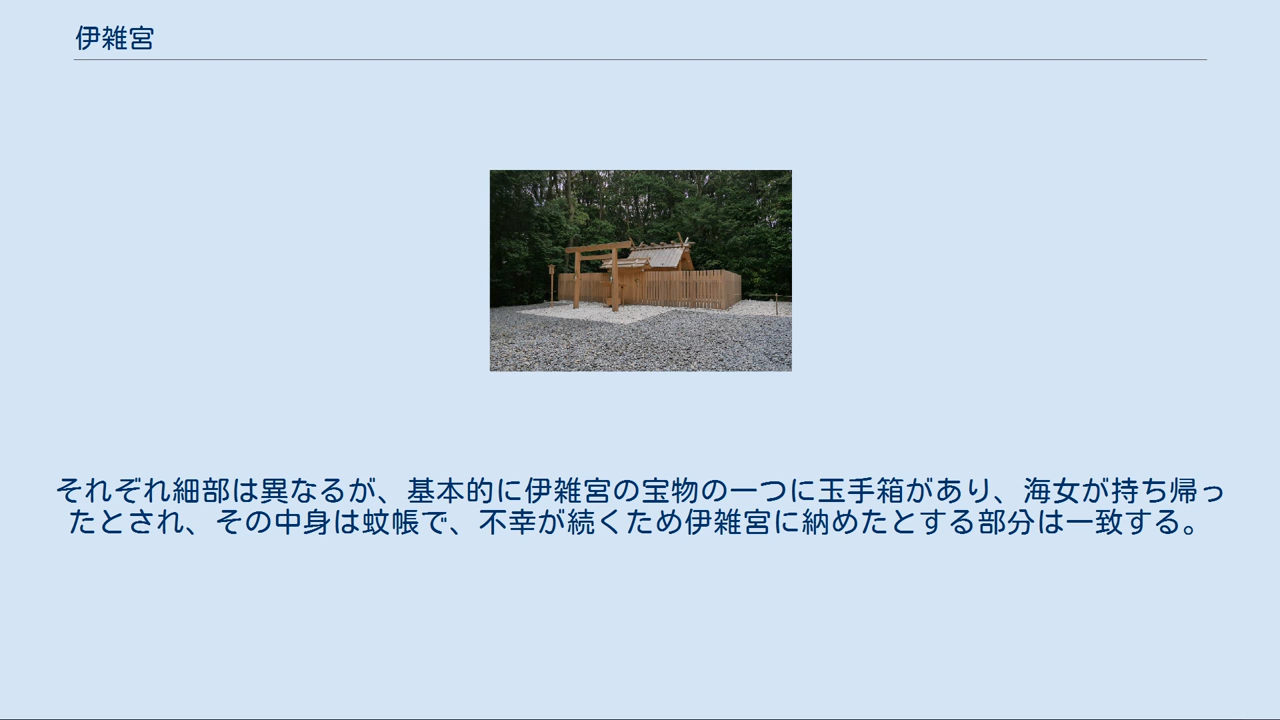 伊雑宮
それぞれ細部は異なるが、基本的に伊雑宮の宝物の一つに玉手箱があり、海女が持ち帰っ
たとされ、その中身は蚊帳で、不幸が続くため伊雑宮に納めたとする部分は一致する。